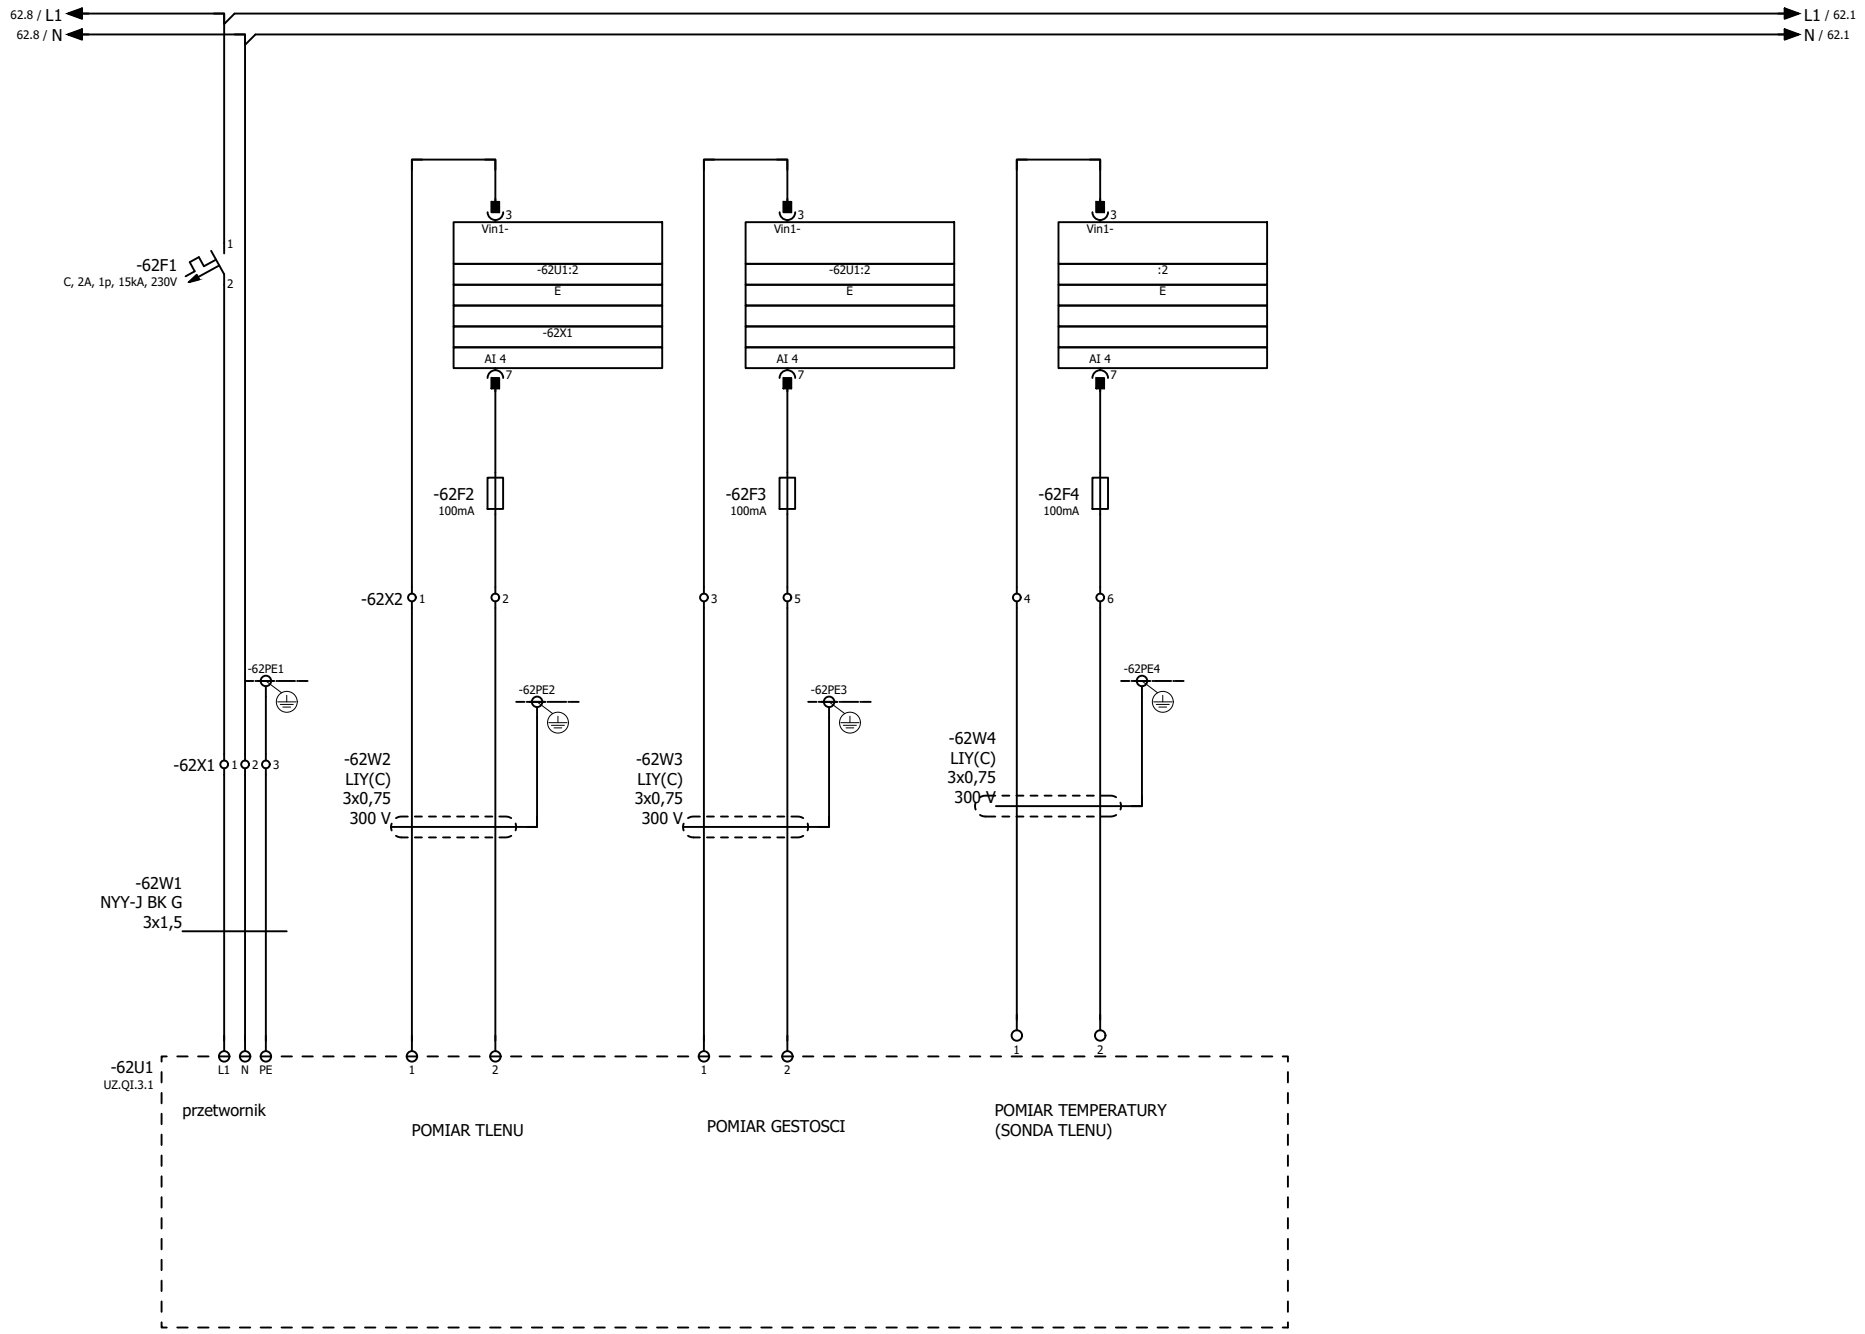 62.8 / L1
L1 / 62.1
62.8 / N
N / 62.1
3
Vin1-
3
Vin1-
3
Vin1-
1
-62F1
C, 2A, 1p, 15kA, 230V
2
-62U1:2
E
-62X1
AI 4
7
-62U1:2
E
AI 4
7
:2
E
AI 4
7
-62F2
100mA
-62F3
100mA
-62F4
100mA
-62X2 1
2
3
5
4
6
-62PE1
-62PE2
-62PE3
-62PE4
-62X1 1 2 3
-62W2
LIY(C)
3x0,75
300 V
-62W3
LIY(C)
3x0,75
300 V
-62W4
LIY(C)
3x0,75
300 V
-62W1
NYY-J BK G
3x1,5
-62U1
UZ.QI.3.1
L1 N PE
1
2
1
2
1
2
przetwornik
POMIAR TLENU
POMIAR GESTOSCI
POMIAR TEMPERATURY
(SONDA TLENU)